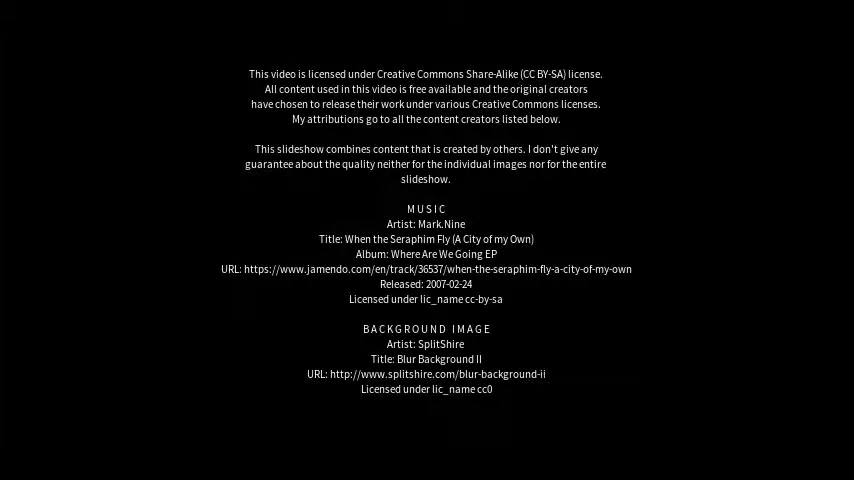 This video is licensed under Creative Commons Share-Alike (CC BY-SA) license.
All content used in this video is free available and the original creators
have chosen to release their work under various Creative Commons licenses.
My attributions go to all the content creators listed below.
This slideshow combines content that is created by others. I don't give any
guarantee about the quality neither for the individual images nor for the entire
slideshow.
MUSIC
Artist: Mark.Nine
Title: When the Seraphim Fly (A City of my Own)
Album: Where Are We Going EP
URL: https://www.jamendo.com/en/track/36537/when-the-seraphim-fly-a-city-of-my-own
Released: 2007-02-24
Licensed under lic_name cc-by-sa
BACKGROUND IMAGE
Artist: SplitShire
Title: Blur Background II
URL: http://www.splitshire.com/blur-background-ii
Licensed under lic_name cc0